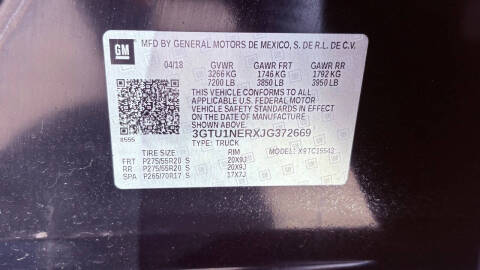 GM
MFD BY GENERAL MOTORS DE MEXICO, S. DE R.L. DE C.V.
04/18 GVWR GAWR FRT GAWR RR
3266 KG 1746 KG 1792 KG
7200 LB 3850 LB 3950 LB
THIS VEHICLE CONFORMS TO ALL APPLICABLE
U.S. FEDERAL MOTOR
VEHICLE SAFETY STANDARDS IN EFFECT
ON THE DATE OF MANUFACTURE SHOWN ABOVE.
8555
3GTU1NERXJG372669
TYPE: TRUCK
TIRE SIZE RIM MODEL: X9TC15542
FRT P275/55R20 S 20X9J
RR P275/55R20 S 20X9J
SP P265/70R17 S 17X7J